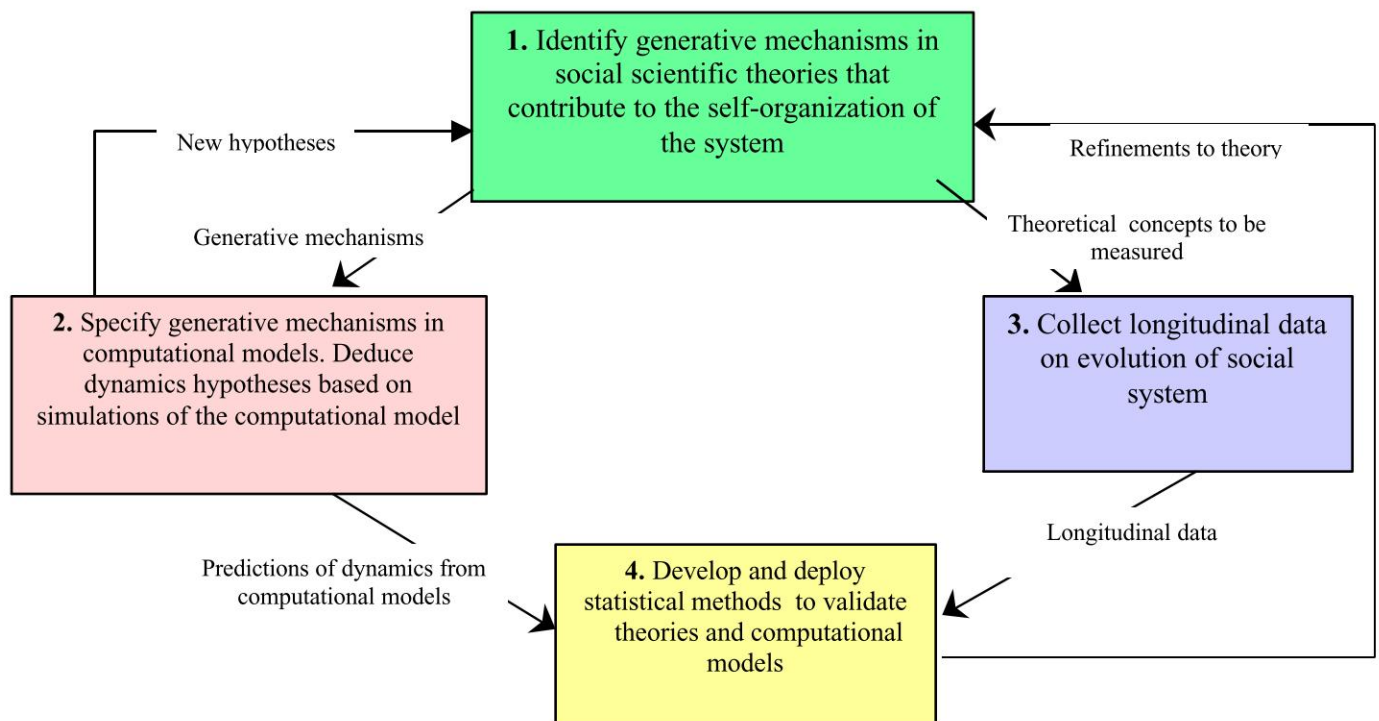 1. Identify generative mechanisms in
social scientific theories that
contribute to the self-organization of
the system
New hypotheses
Refinements to theory
Generative mechanisms
Theoretical concepts to be
measured
2. Specify generative mechanisms in
computational models. Deduce
dynamics hypotheses based on
simulations of the computational model
3. Collect longitudinal data
on evolution of social
system
Longitudinal data
Predictions of dynamics from
computational models
4. Develop and deploy
statistical methods to validate
theories and computational
models